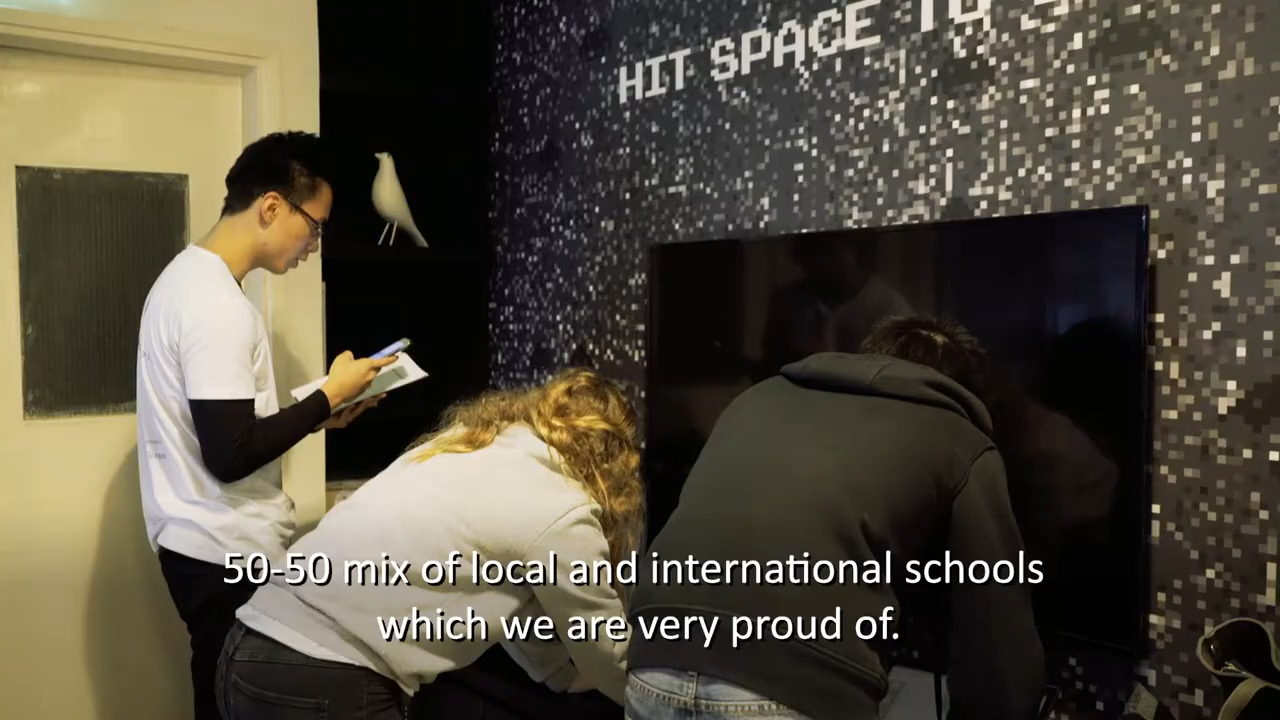 HIT SPACE TO
50-50 mix of local and international schools
which we are very proud of.